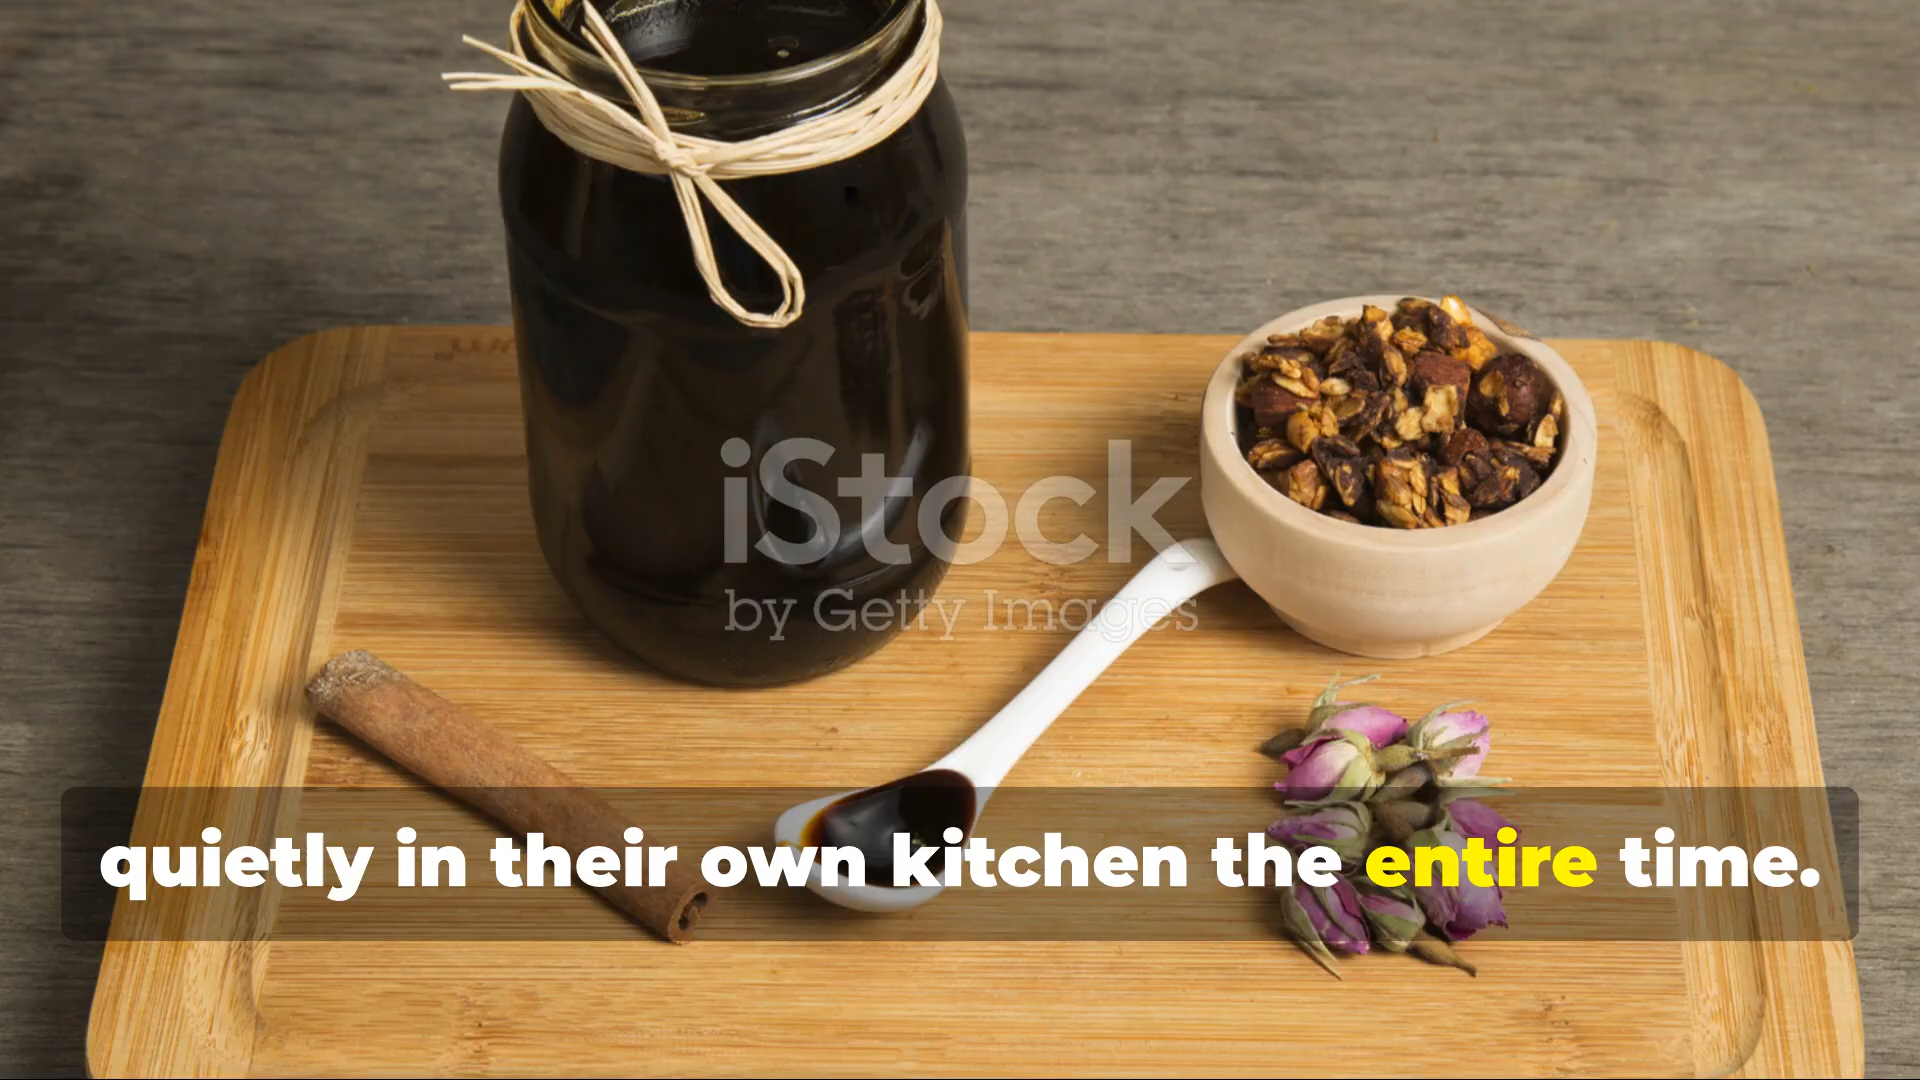 iStock
by Getty Images
quietly in their own kitchen the entire time.